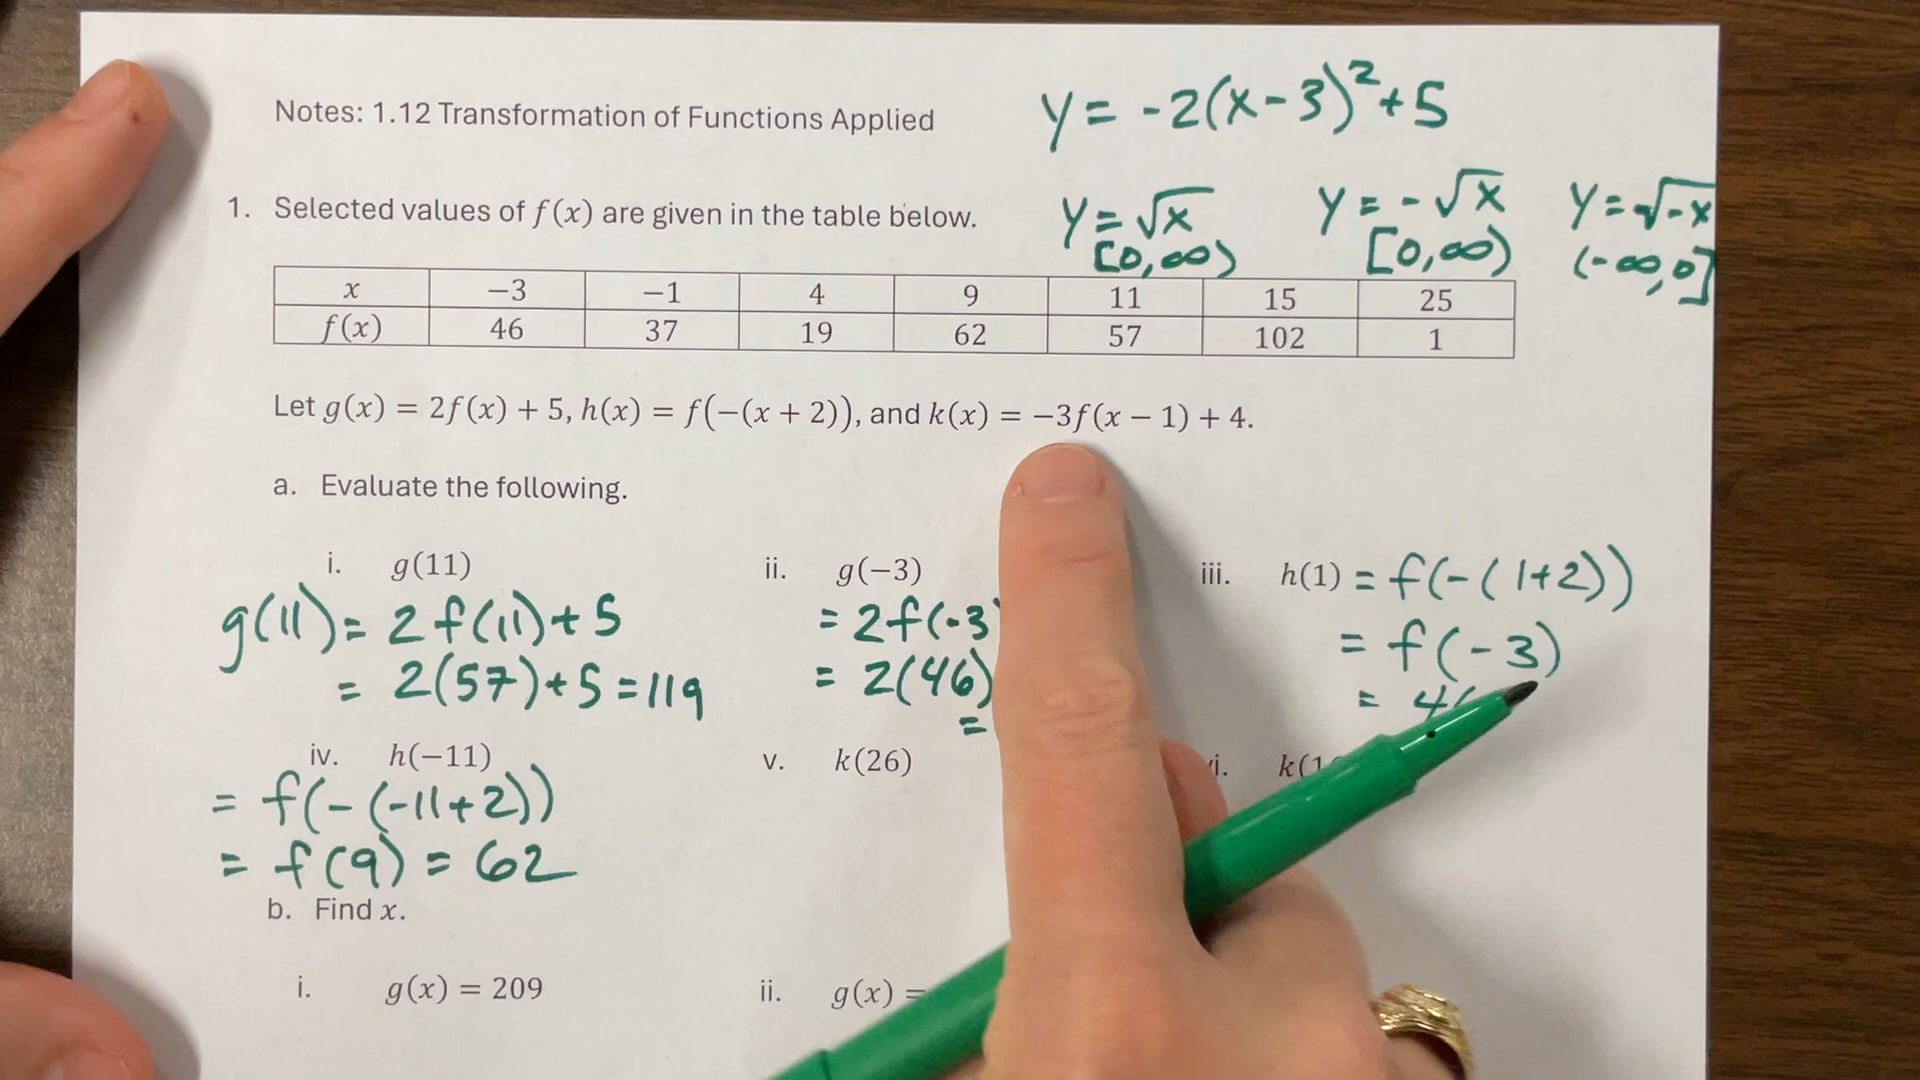 Notes: 1.12 Transformation of Functions Applied
y = -2(x-3)²+5
1. Selected values of f(x) are given in the table below.
y = √x
[0,∞)
y = -√x
[0,∞)
y = √-x
(-∞,0]
x −3 −1 4 9 11 15 25
f(x) 46 37 19 62 57 102 1
Let g(x) = 2f(x) + 5, h(x) = f(−(x + 2)), and k(x) = −3f(x − 1) + 4.
a. Evaluate the following.
i. g(11)
g(11) = 2f(11)+5
= 2(57)+5 = 119
ii. g(−3)
= 2f(-3
= 2(46)
=
iii. h(1) = f(-(1+2))
= f(-3)
=
iv. h(−11)
= f(-(-11+2))
= f(9) = 62
v. k(26)
b. Find x.
i. g(x) = 209
ii. g(x) =